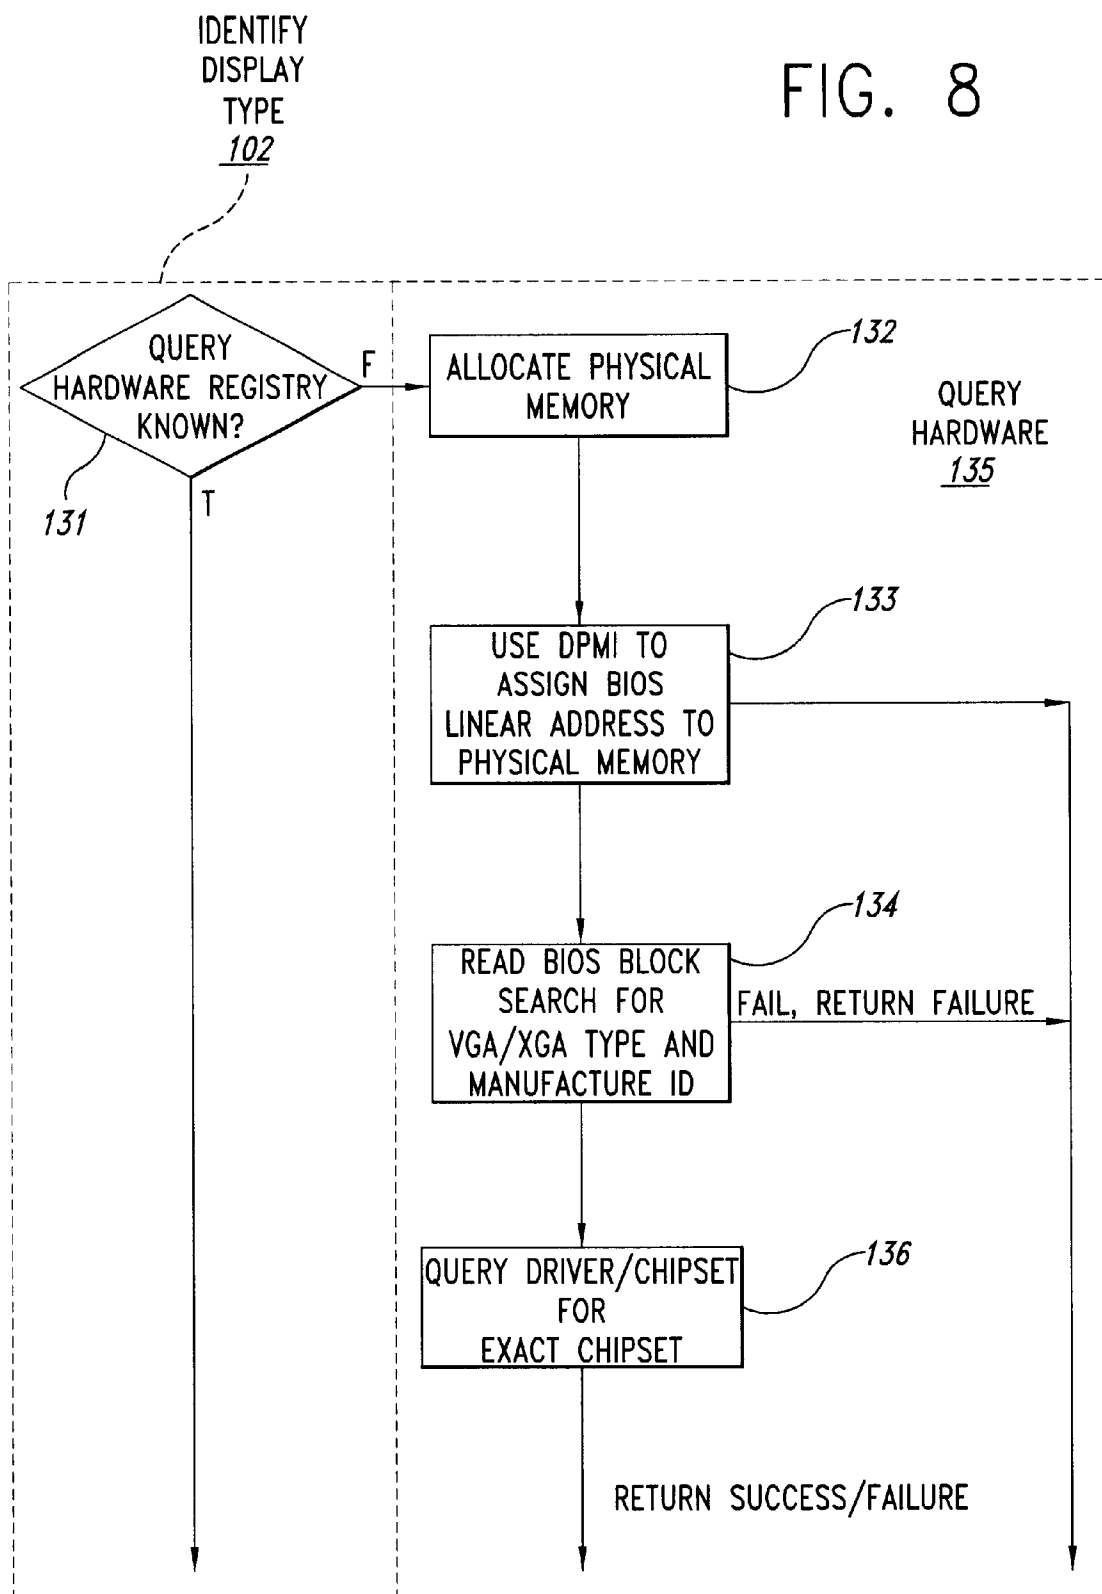 IDENTIFY
DISPLAY
TYPE
102
FIG. 8
QUERY
HARDWARE REGISTRY
KNOWN?
F
T
131
ALLOCATE PHYSICAL
MEMORY
132
QUERY
HARDWARE
135
USE DPMI TO
ASSIGN BIOS
LINEAR ADDRESS TO
PHYSICAL MEMORY
133
READ BIOS BLOCK
SEARCH FOR
VGA/XGA TYPE AND
MANUFACTURE ID
134
FAIL, RETURN FAILURE
QUERY DRIVER/CHIPSET
FOR
EXACT CHIPSET
136
RETURN SUCCESS/FAILURE